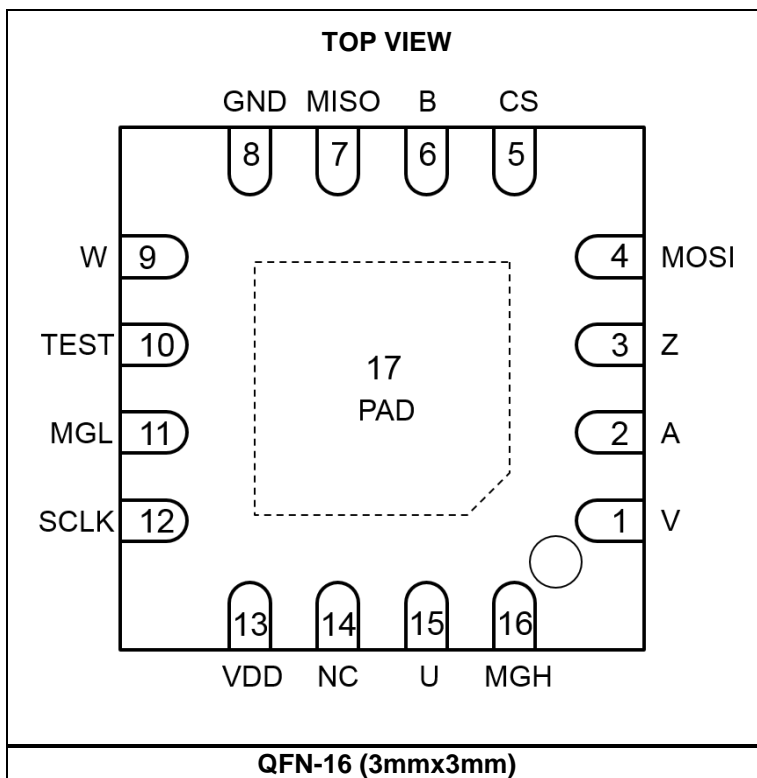 TOP VIEW
GND MISO B CS
8 7 6 5
W 9 4 MOSI
TEST 10 3 Z
17
PAD
MGL 11 2 A
SCLK 12 1 V
13 14 15 16
VDD NC U MGH
QFN-16 (3mmx3mm)